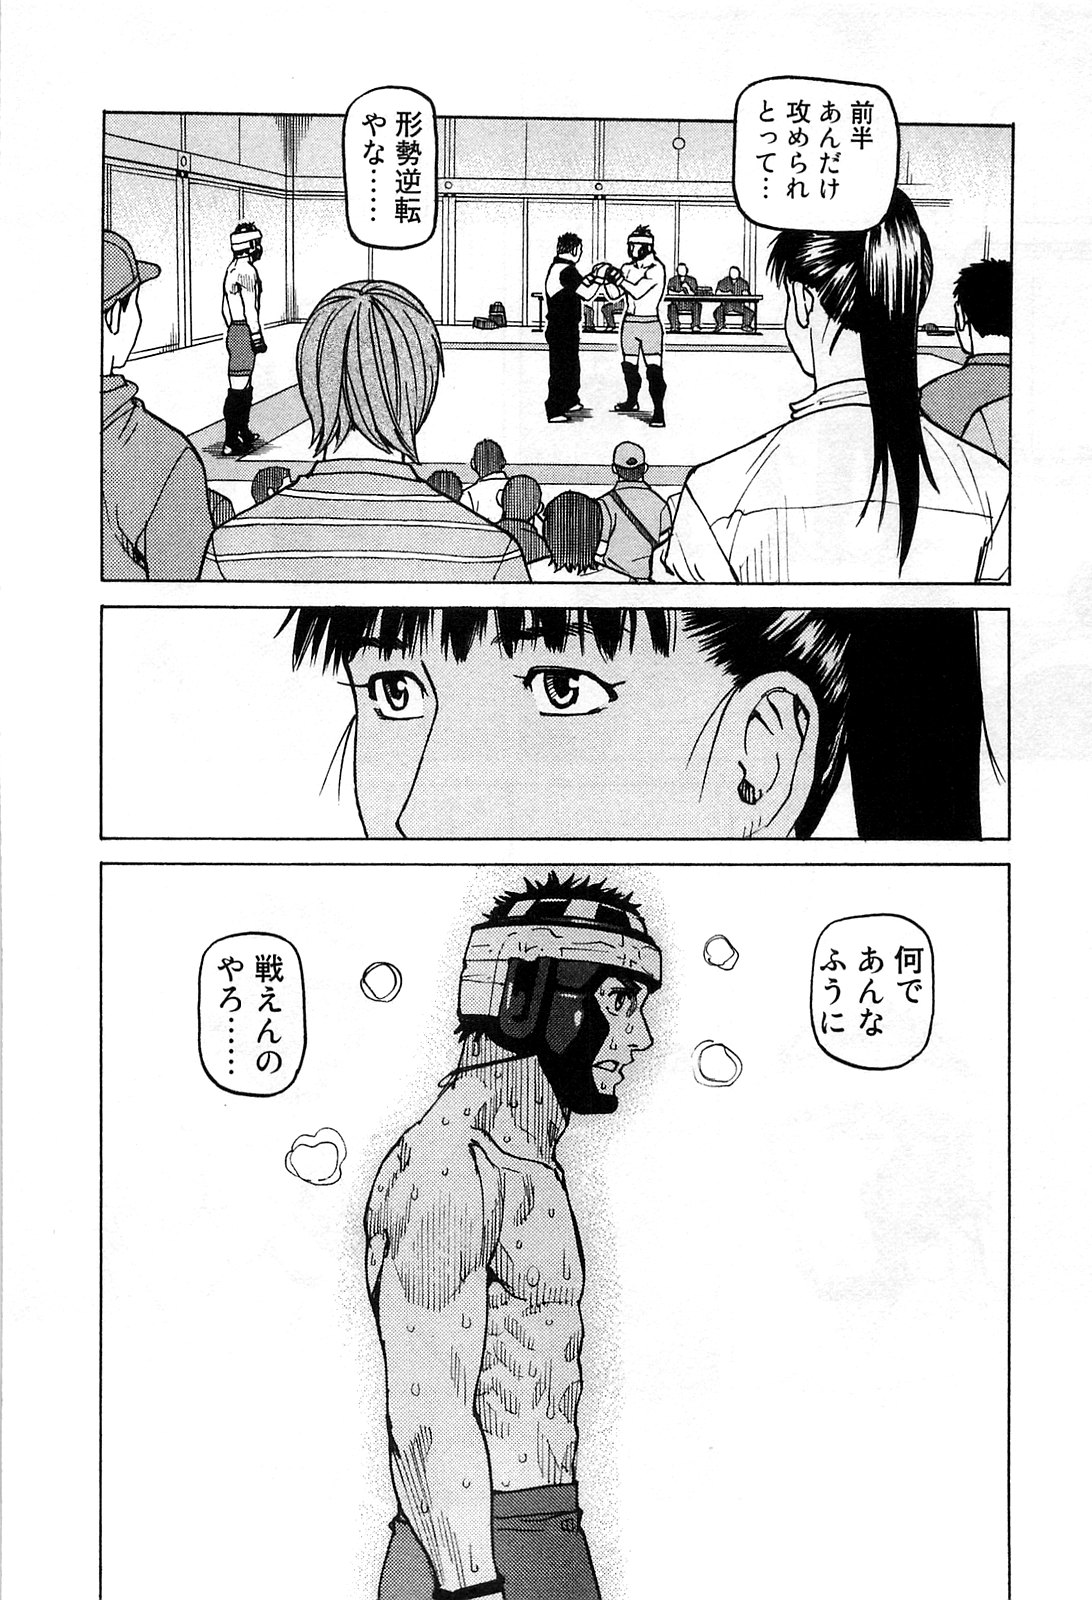 前半
あんだけ
攻められ
とって…
形勢逆転
やな……
何で
あんな
ふうに
戦えんの
やろ……